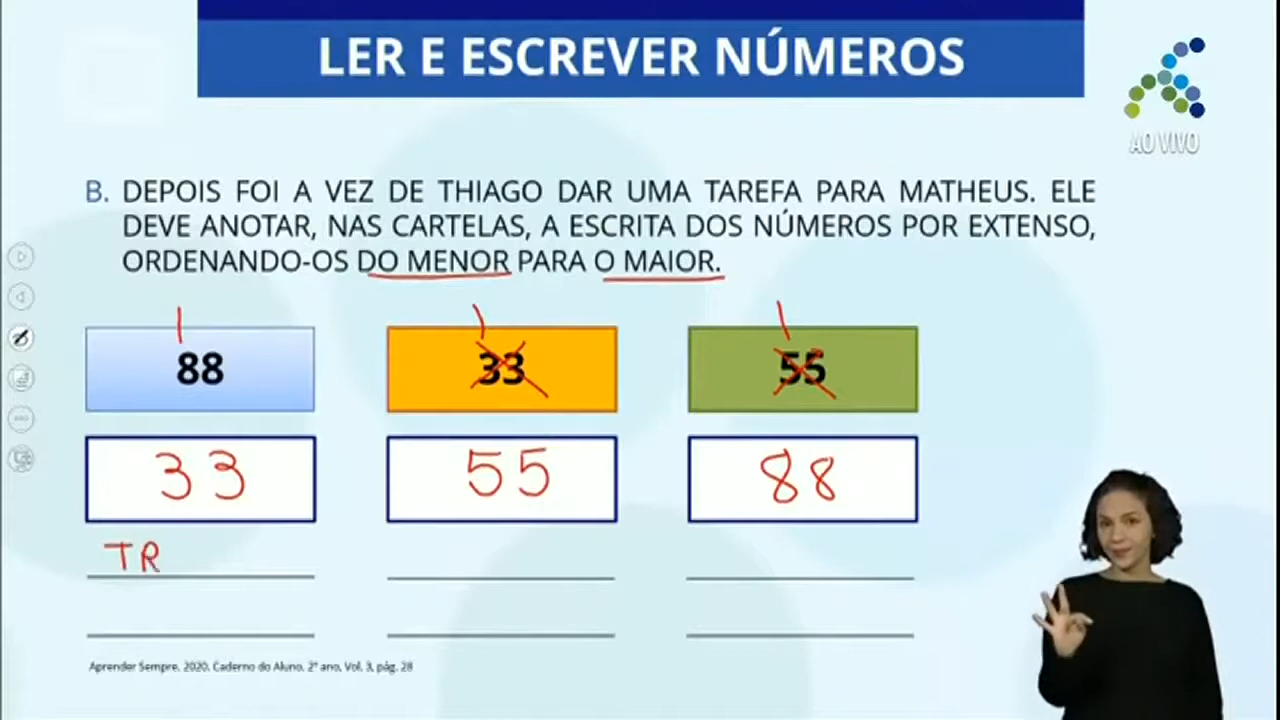 LER E ESCREVER NÚMEROS
AO VIVO
B. DEPOIS FOI A VEZ DE THIAGO DAR UMA TAREFA PARA MATHEUS. ELE
DEVE ANOTAR, NAS CARTELAS, A ESCRITA DOS NÚMEROS POR EXTENSO,
ORDENANDO-OS DO MENOR PARA O MAIOR.
88 33 55
33 55 88
TR
Aprender Sempre. 2020. Caderno do Aluno. 2º ano, Vol. 3, pág. 28